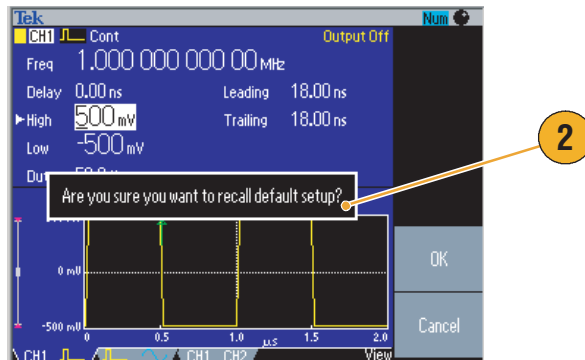 Tek Num
CH1 Cont Output Off
Freq 1.000 000 000 00 MHz
Delay 0.00 ns Leading 18.00 ns
High 500 mV Trailing 18.00 ns
Low -500 mV
2
Are you sure you want to recall default setup?
0 mV
OK
-500 mV
0 0.5 1.0 µs 1.5 2.0
Cancel
CH1 CH1 CH2 View